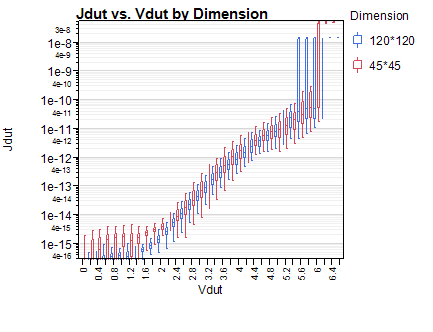 Jdut vs. Vdut by Dimension
Dimension
120*120
45*45
Jdut
3e-8
1e-8
4e-9
1e-9
4e-10
1e-10
4e-11
1e-11
4e-12
1e-12
4e-13
1e-13
4e-14
1e-14
4e-15
1e-15
4e-16
0 0.4 0.8 1.2 1.6 2 2.4 2.8 3.2 3.6 4 4.4 4.8 5.2 5.6 6 6.4
Vdut